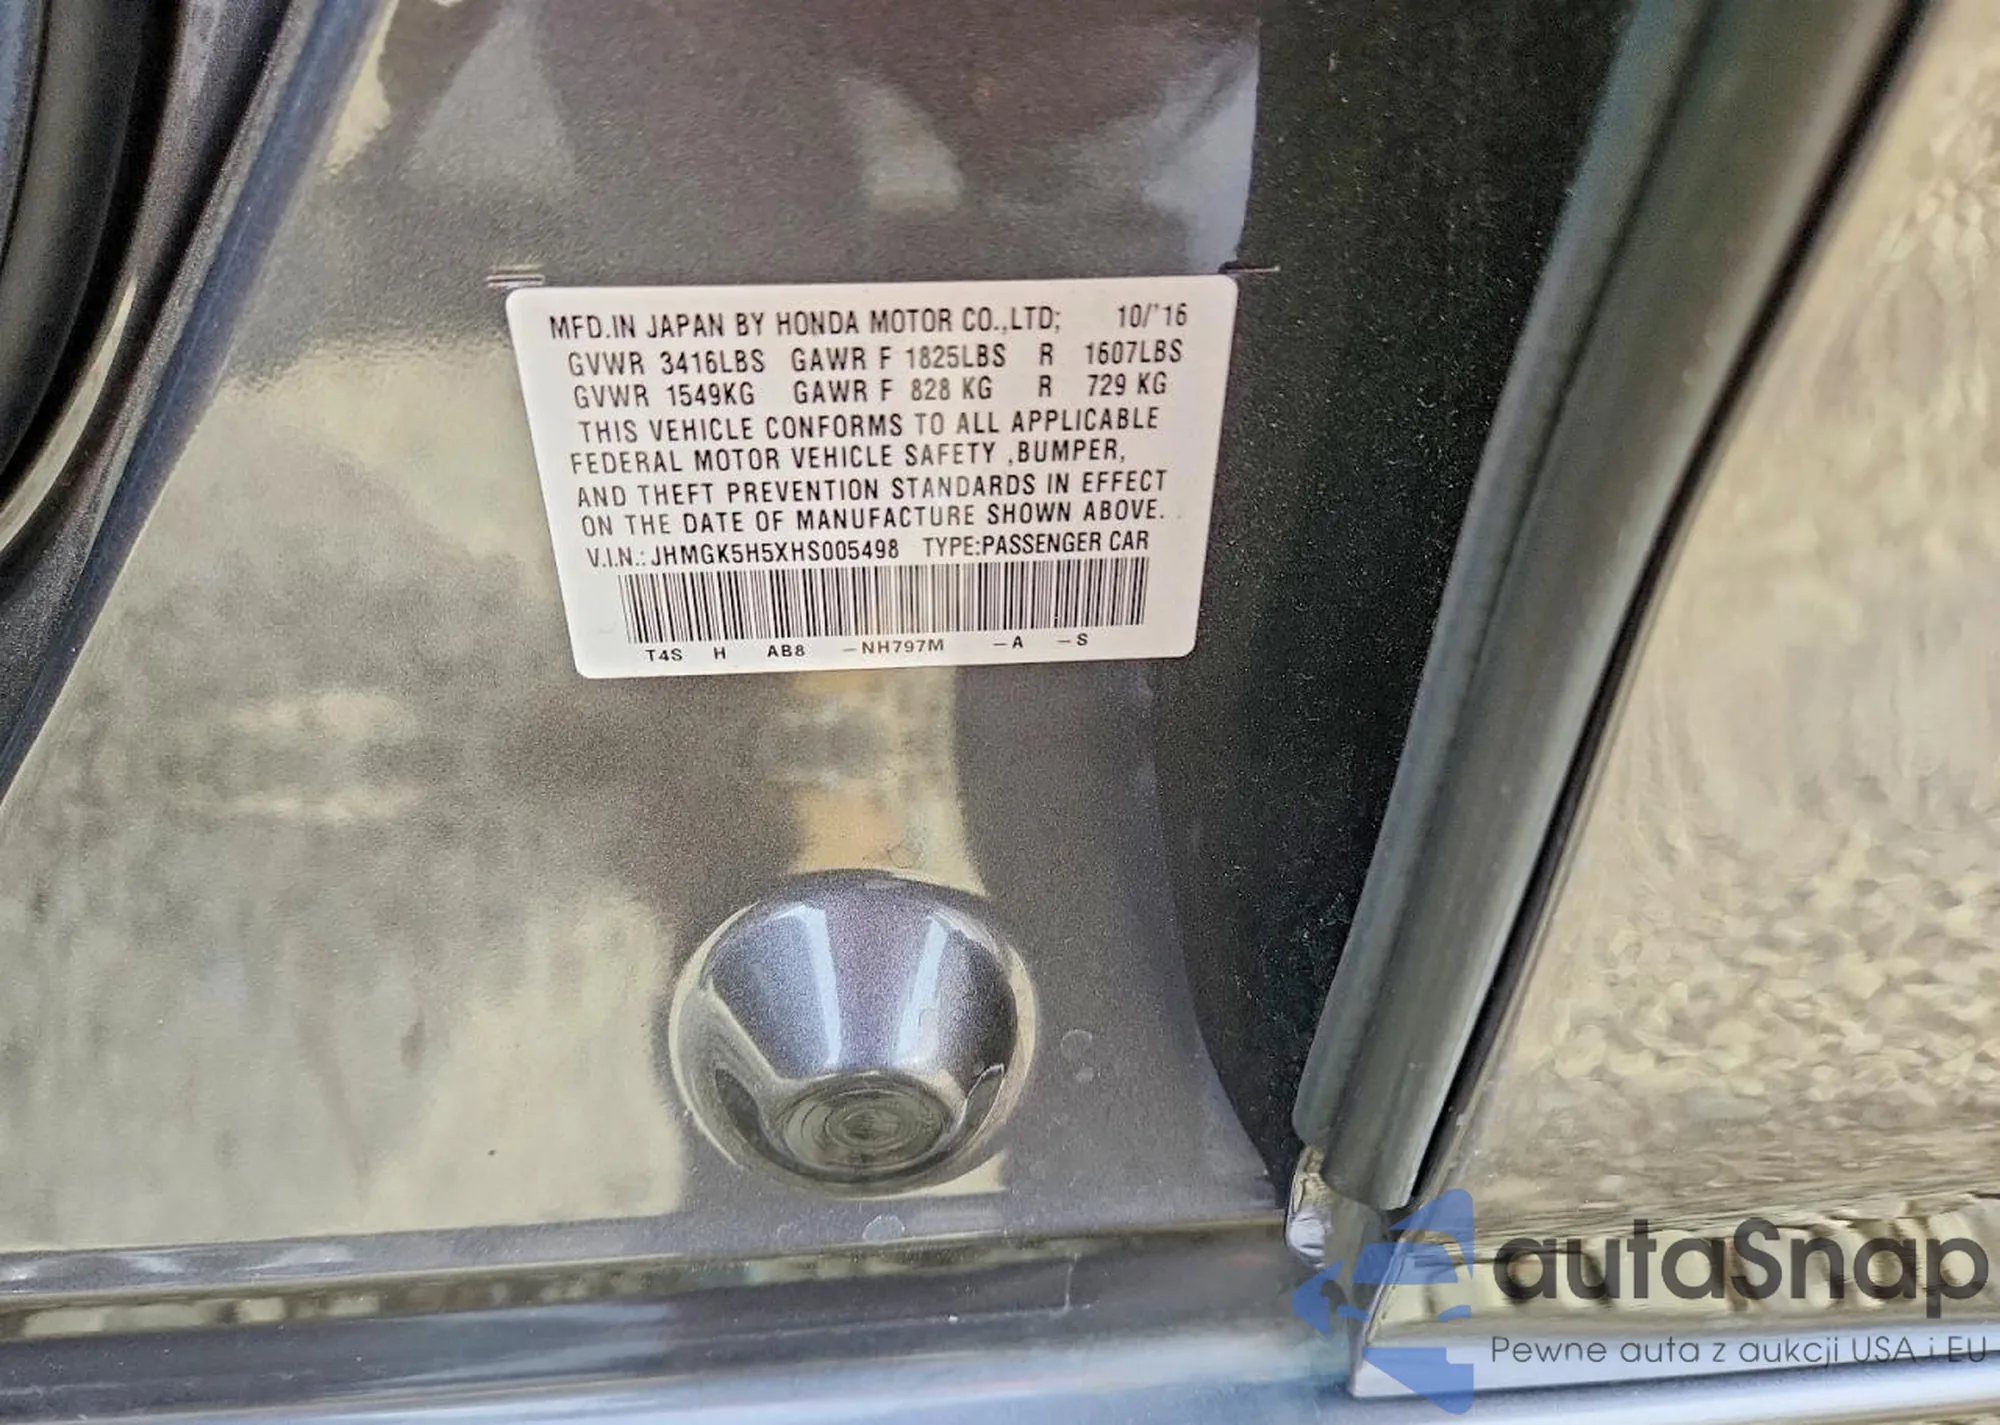 MFD.IN JAPAN BY HONDA MOTOR CO.,LTD; 10/'16
GVWR 3416LBS GAWR F 1825LBS R 1607LBS
GVWR 1549KG GAWR F 828 KG R 729 KG
THIS VEHICLE CONFORMS TO ALL APPLICABLE
FEDERAL MOTOR VEHICLE SAFETY ,BUMPER,
AND THEFT PREVENTION STANDARDS IN EFFECT
ON THE DATE OF MANUFACTURE SHOWN ABOVE.
V.I.N.: JHMGK5H5XHS005498 TYPE:PASSENGER CAR
T4S H AB8 -NH797M -A -S
autaSnap
Pewne auta z aukcji USA i EU